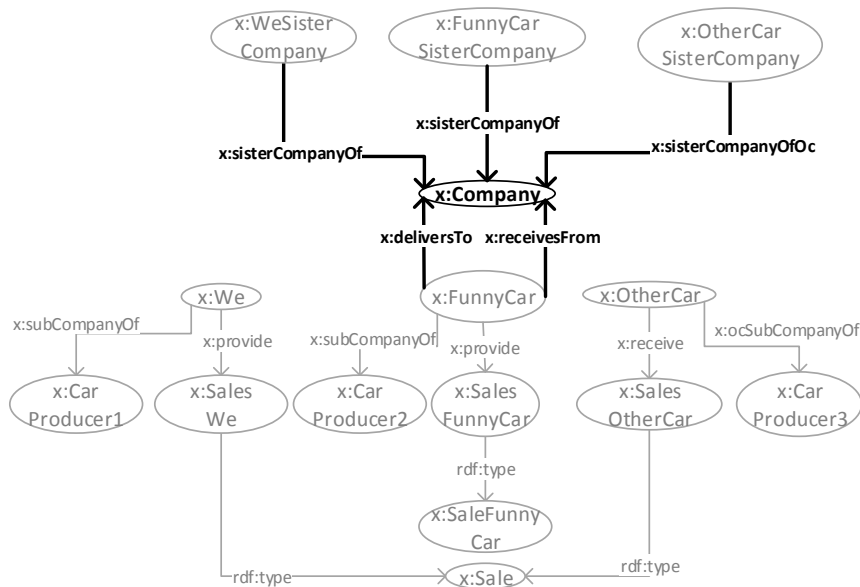 x:WeSister
Company
x:FunnyCar
SisterCompany
x:OtherCar
SisterCompany
x:sisterCompanyOf
x:sisterCompanyOf
x:sisterCompanyOfOc
x:Company
x:deliversTo
x:receivesFrom
x:We
x:FunnyCar
x:OtherCar
x:subCompanyOf
x:provide
x:subCompanyOf
x:provide
x:receive
x:ocSubCompanyOf
x:Car
Producer1
x:Sales
We
x:Car
Producer2
x:Sales
FunnyCar
x:Sales
OtherCar
x:Car
Producer3
rdf:type
x:SaleFunny
Car
rdf:type
x:Sale
rdf:type